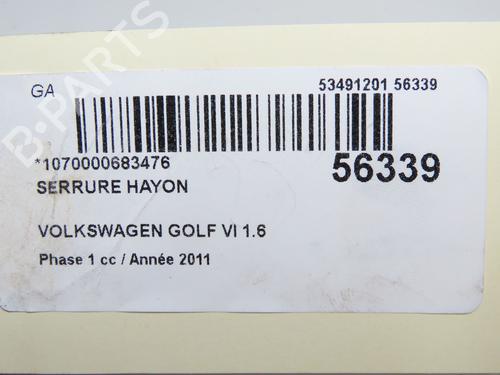 B-PARTS
GA
53491201 56339
*1070000683476
56339
SERRURE HAYON
VOLKSWAGEN GOLF VI 1.6
Phase 1 cc / Année 2011